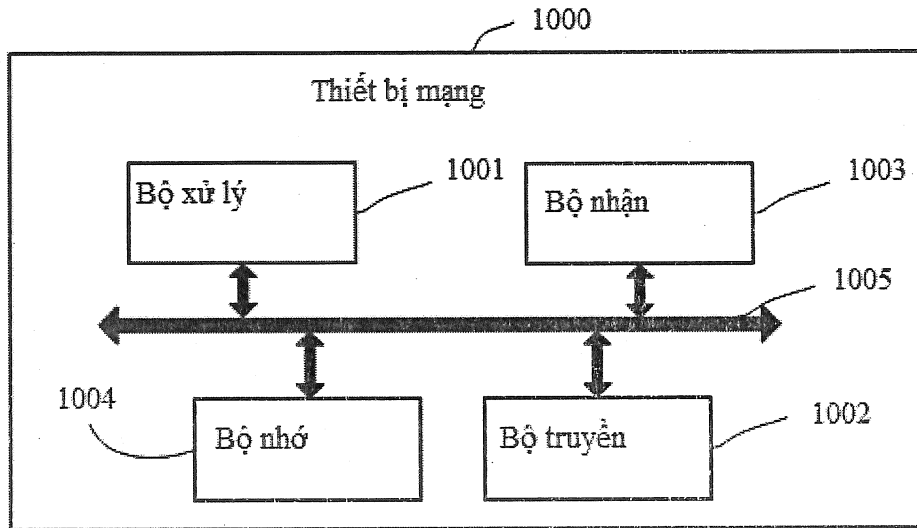 1000
Thiết bị mạng
1001
1003
Bộ xử lý
Bộ nhận
1005
1004
1002
Bộ nhớ
Bộ truyền